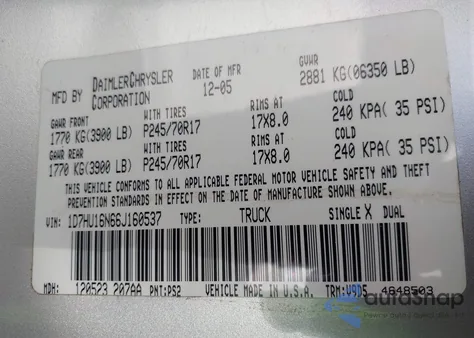 MFD BY DAIMLERCHRYSLER CORPORATION DATE OF MFR 12-05 GVWR 2881 KG(06350 LB)
GAWR FRONT WITH TIRES RIMS AT COLD
1770 KG(3900 LB) P245/70R17 17X8.0 240 KPA( 35 PSI)
GAWR REAR WITH TIRES RIMS AT COLD
1770 KG(3900 LB) P245/70R17 17X8.0 240 KPA( 35 PSI)
THIS VEHICLE CONFORMS TO ALL APPLICABLE FEDERAL MOTOR VEHICLE SAFETY AND THEFT
PREVENTION STANDARDS IN EFFECT ON THE DATE OF MANUFACTURE SHOWN ABOVE.
VIN: 1D7HU16N66J160537 TYPE: TRUCK SINGLE X DUAL
MDH: 120523 207AA PNT:PS2 VEHICLE MADE IN U.S.A. TRM:V9D5 4648503
autoSnap